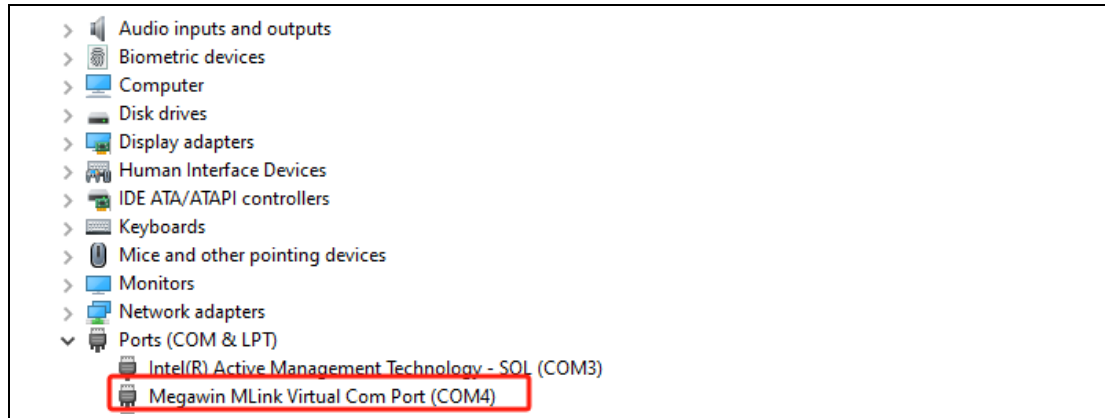 Audio inputs and outputs
Biometric devices
Computer
Disk drives
Display adapters
Human Interface Devices
IDE ATA/ATAPI controllers
Keyboards
Mice and other pointing devices
Monitors
Network adapters
Ports (COM & LPT)
Intel(R) Active Management Technology - SOL (COM3)
Megawin MLink Virtual Com Port (COM4)